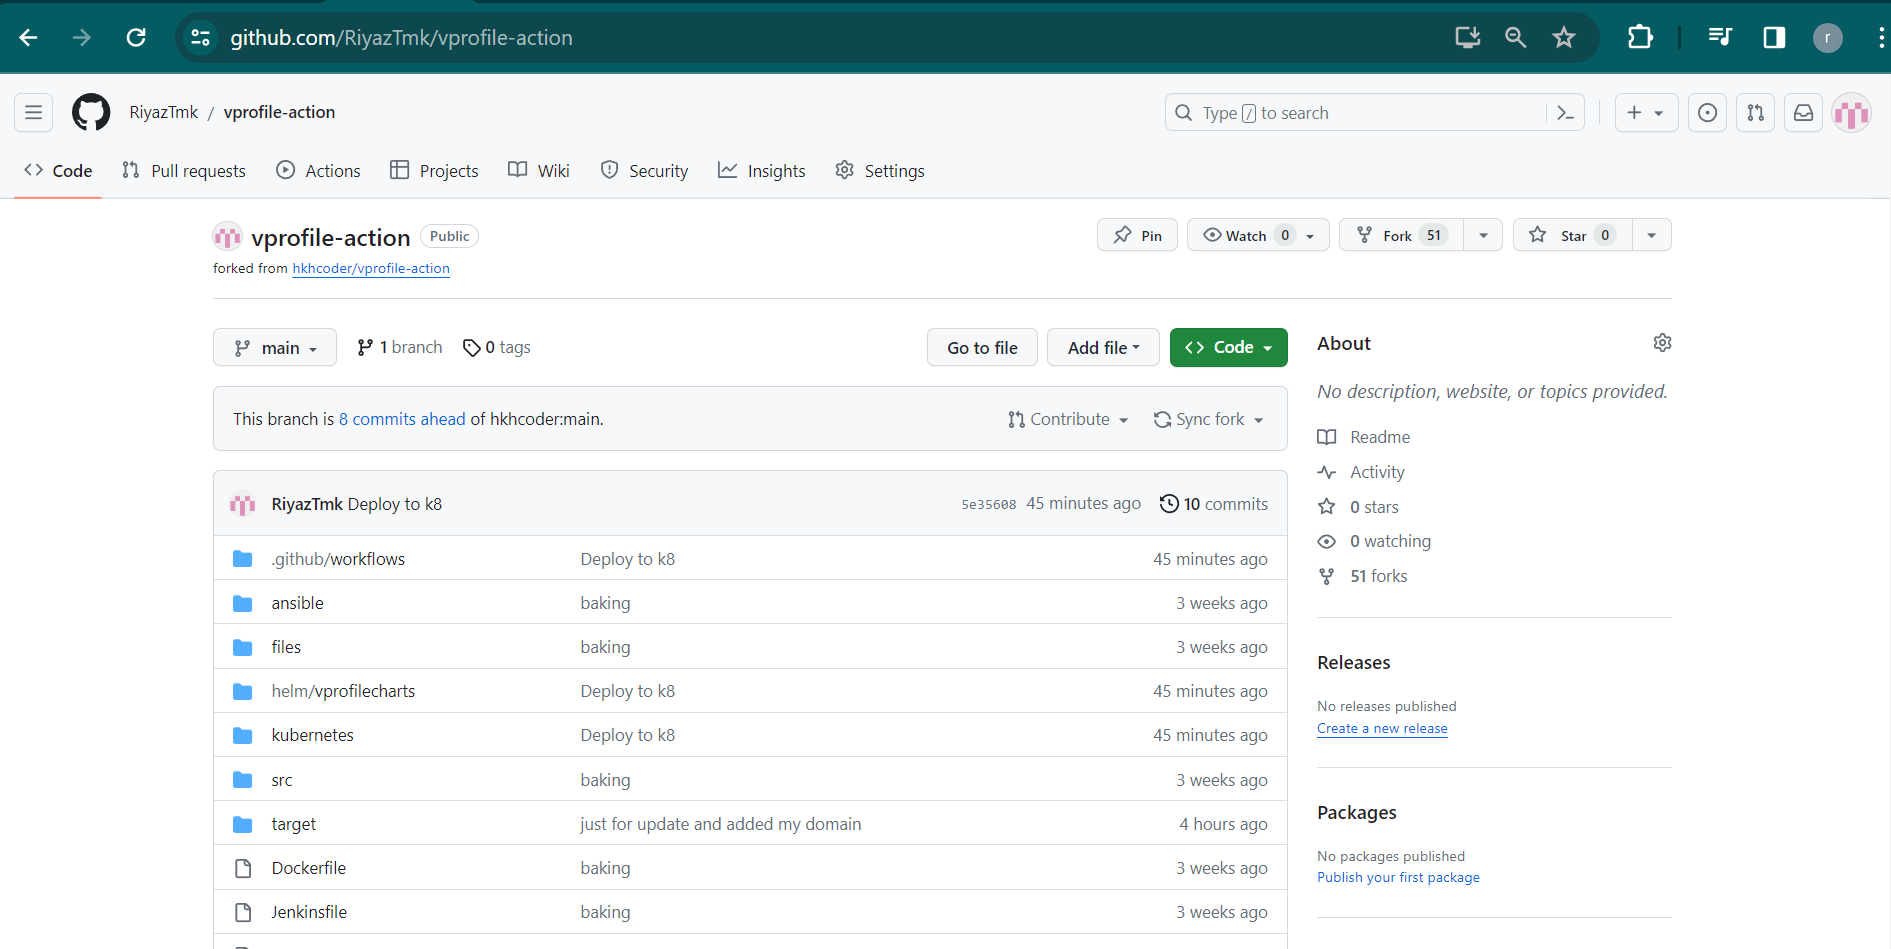 github.com/RiyazTmk/vprofile-action
r
RiyazTmk / vprofile-action
Type / to search
Code Pull requests Actions Projects Wiki Security Insights Settings
vprofile-action Public
Pin Watch 0 Fork 51 Star 0
forked from hkhcoder/vprofile-action
main 1 branch 0 tags Go to file Add file Code
This branch is 8 commits ahead of hkhcoder:main. Contribute Sync fork
RiyazTmk Deploy to k8 5e35608 45 minutes ago 10 commits
.github/workflows Deploy to k8 45 minutes ago
ansible baking 3 weeks ago
files baking 3 weeks ago
helm/vprofilecharts Deploy to k8 45 minutes ago
kubernetes Deploy to k8 45 minutes ago
src baking 3 weeks ago
target just for update and added my domain 4 hours ago
Dockerfile baking 3 weeks ago
Jenkinsfile baking 3 weeks ago
About
No description, website, or topics provided.
Readme
Activity
0 stars
0 watching
51 forks
Releases
No releases published
Create a new release
Packages
No packages published
Publish your first package